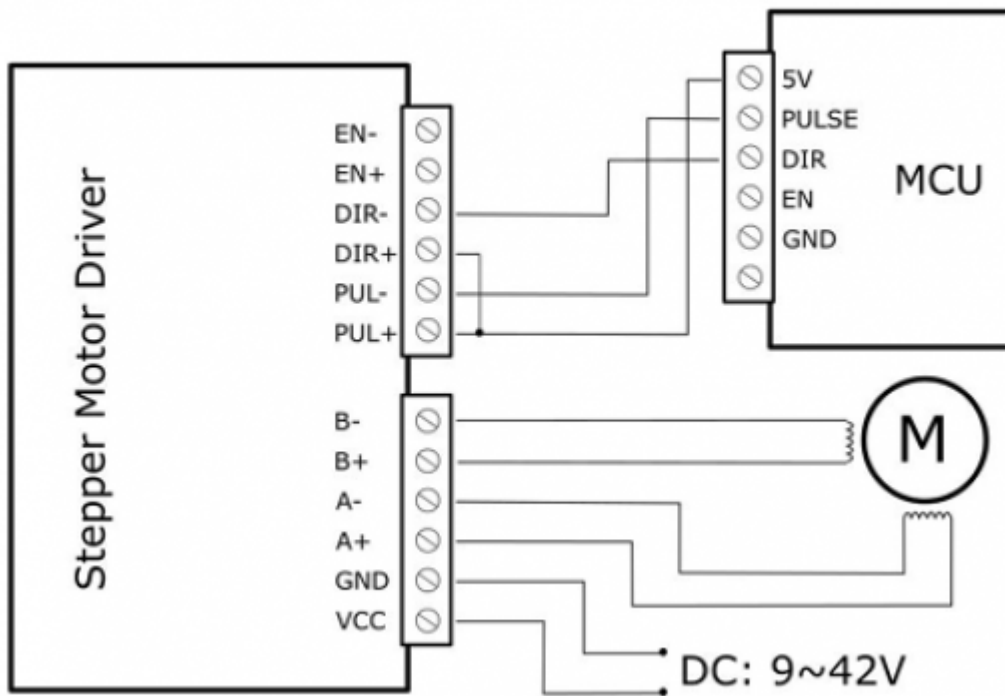 Stepper Motor Driver
EN-
EN+
DIR-
DIR+
PUL-
PUL+
B-
B+
A-
A+
GND
VCC
5V
PULSE
DIR
EN
GND
MCU
M
DC: 9~42V